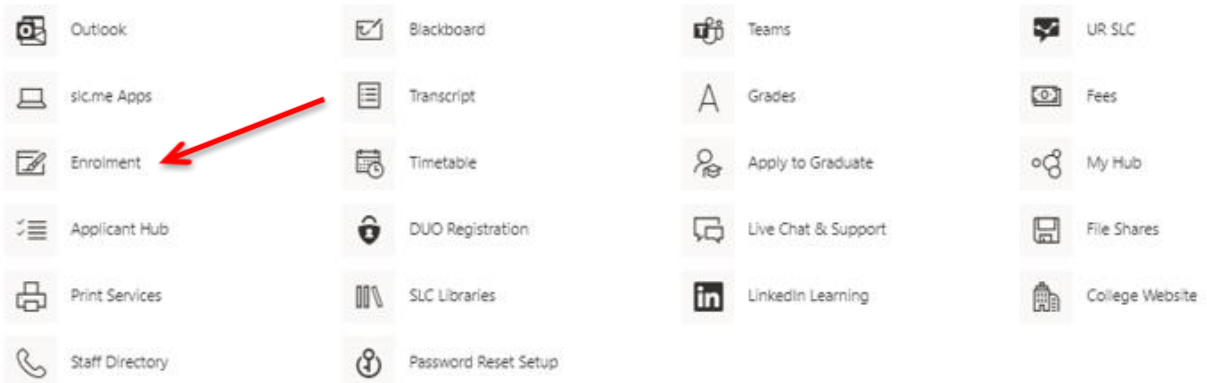 Outlook
Blackboard
Teams
UR SLC
slc.me Apps
Transcript
Grades
Fees
Enrolment
Timetable
Apply to Graduate
My Hub
Applicant Hub
DUO Registration
Live Chat & Support
File Shares
Print Services
SLC Libraries
LinkedIn Learning
College Website
Staff Directory
Password Reset Setup